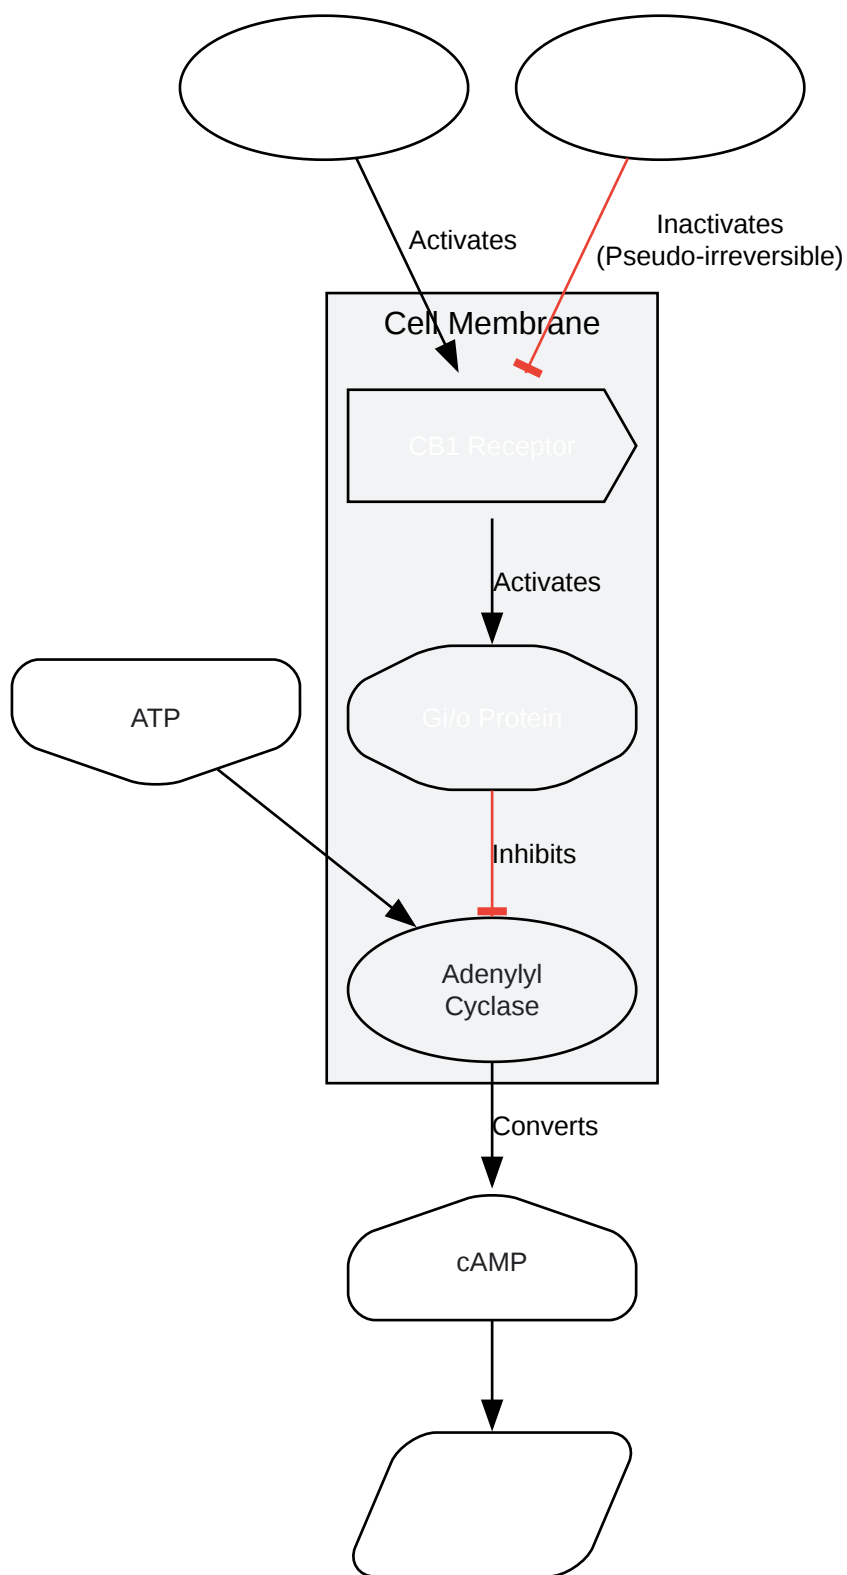 Activates
Inactivates
(Pseudo-irreversible)
Cell Membrane
CB1 Receptor
Activates
ATP
Gi/o Protein
Inhibits
Adenylyl
Cyclase
Converts
cAMP